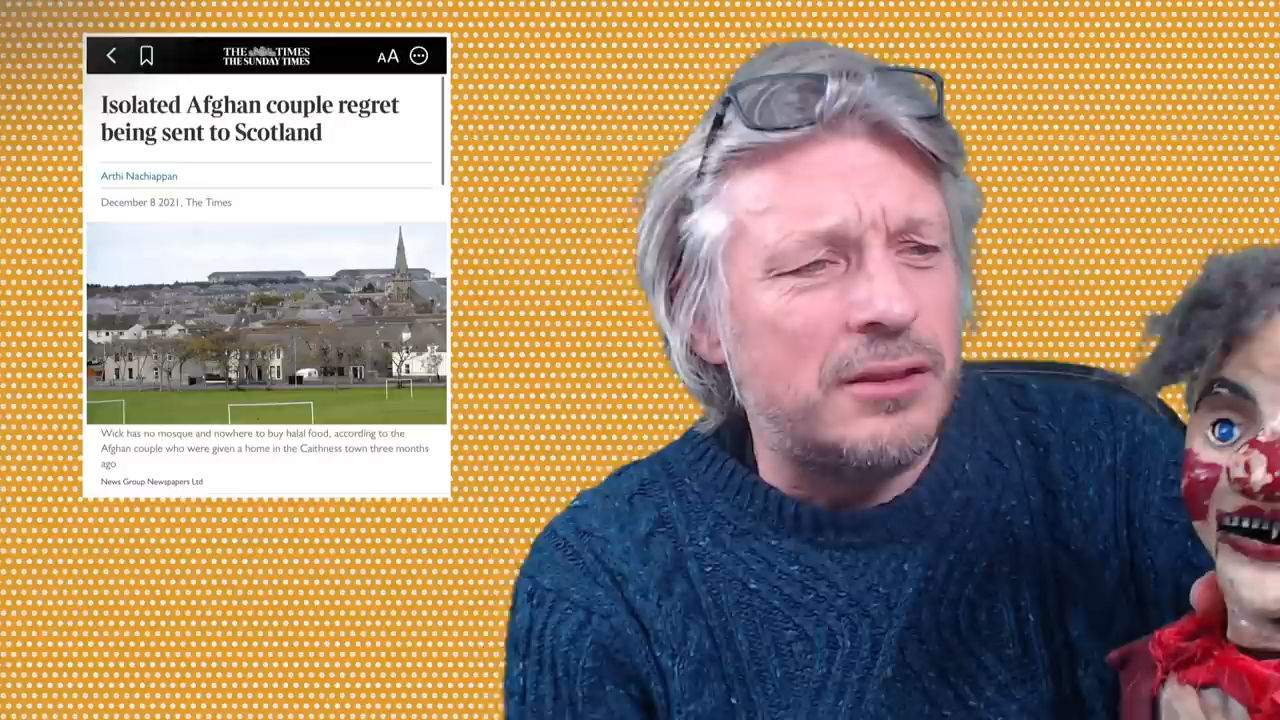 THE TIMES
THE SUNDAY TIMES
AA
Isolated Afghan couple regret
being sent to Scotland
Arthi Nachiappan
December 8 2021, The Times
Wick has no mosque and nowhere to buy halal food, according to the
Afghan couple who were given a home in the Caithness town three months
ago
News Group Newspapers Ltd